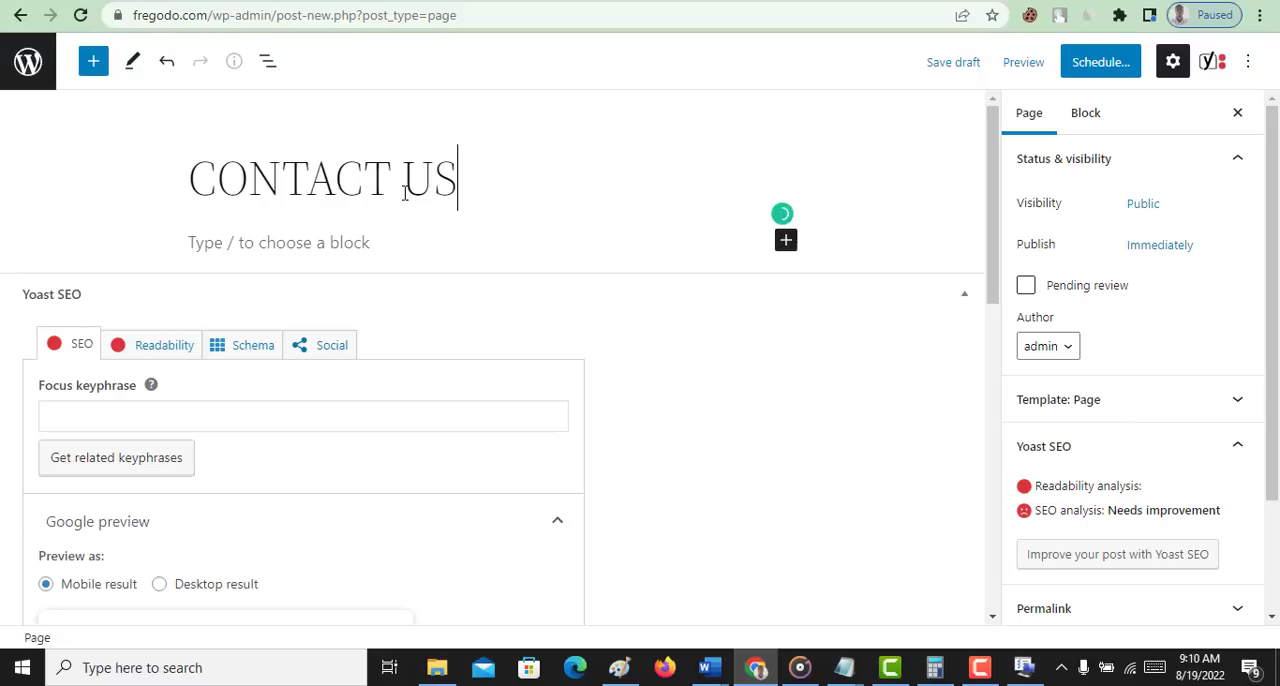 fregodo.com/wp-admin/post-new.php?post_type=page
Paused
Save draft
Preview
Schedule...
CONTACT US
Type / to choose a block
Yoast SEO
SEO
Readability
Schema
Social
Focus keyphrase
Get related keyphrases
Google preview
Preview as:
Mobile result
Desktop result
Page
Block
Status & visibility
Visibility
Public
Publish
Immediately
Pending review
Author
admin
Template: Page
Yoast SEO
Readability analysis:
SEO analysis: Needs improvement
Improve your post with Yoast SEO
Permalink
Page
Type here to search
9:10 AM
8/19/2022
9